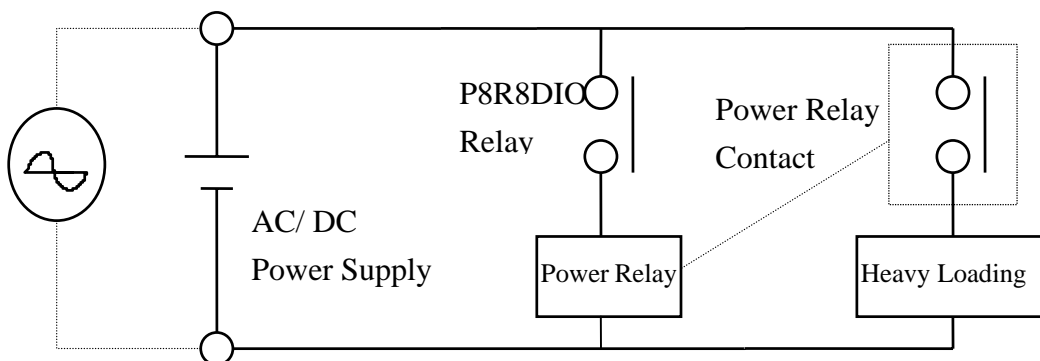 P8R8DIO
Relay
Power Relay
Contact
AC/ DC
Power Supply
Power Relay
Heavy Loading